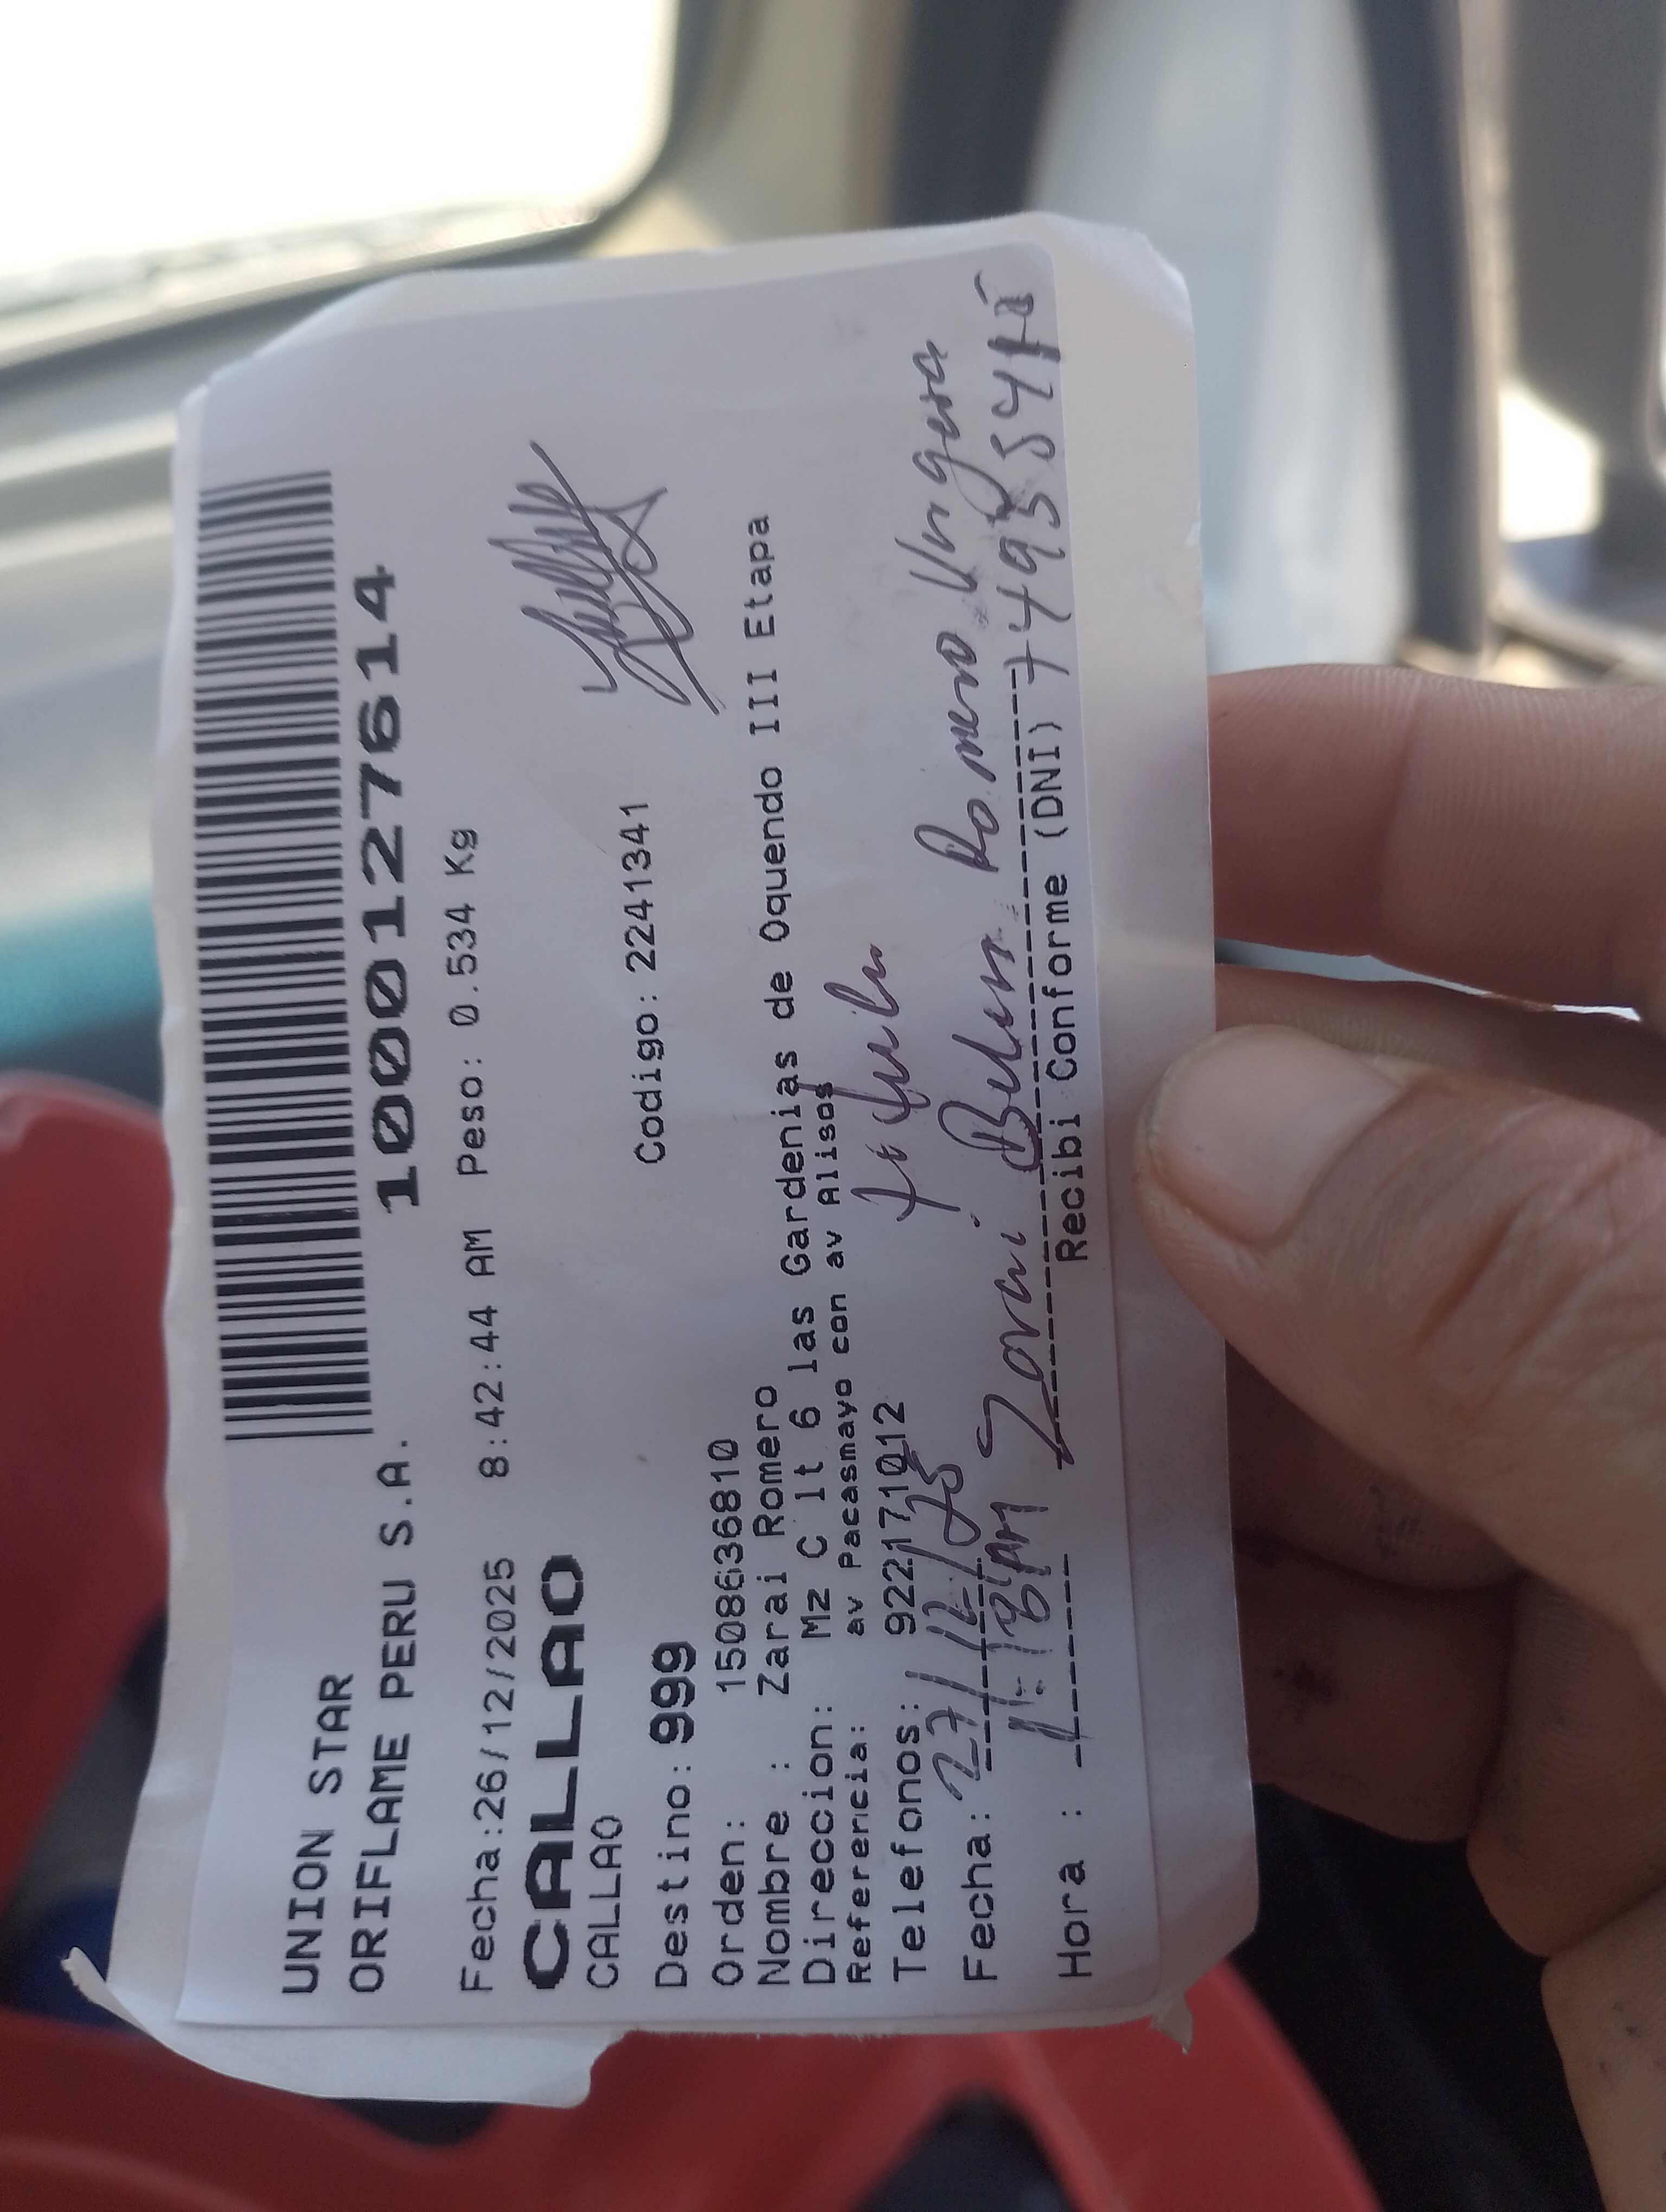 UNION STAR
ORIFLAME PERU S.A. 1000127614
Fecha:26/12/2025 8:42:44 AM Peso: 0.534 Kg
CALLAO
CALLAO
Destino: 999 Codigo: 2241341
Orden: 1508636810
Nombre : Zarai Romero
Direccion: Mz C lt 6 las Gardenias de Oquendo III Etapa
Referencia: av Pacasmayo con av Alisos
Telefonos: 922171012
titular
Fecha: 27/12/25
Zarai Belen Romero Vergara
Hora :
Recibi Conforme (DNI)